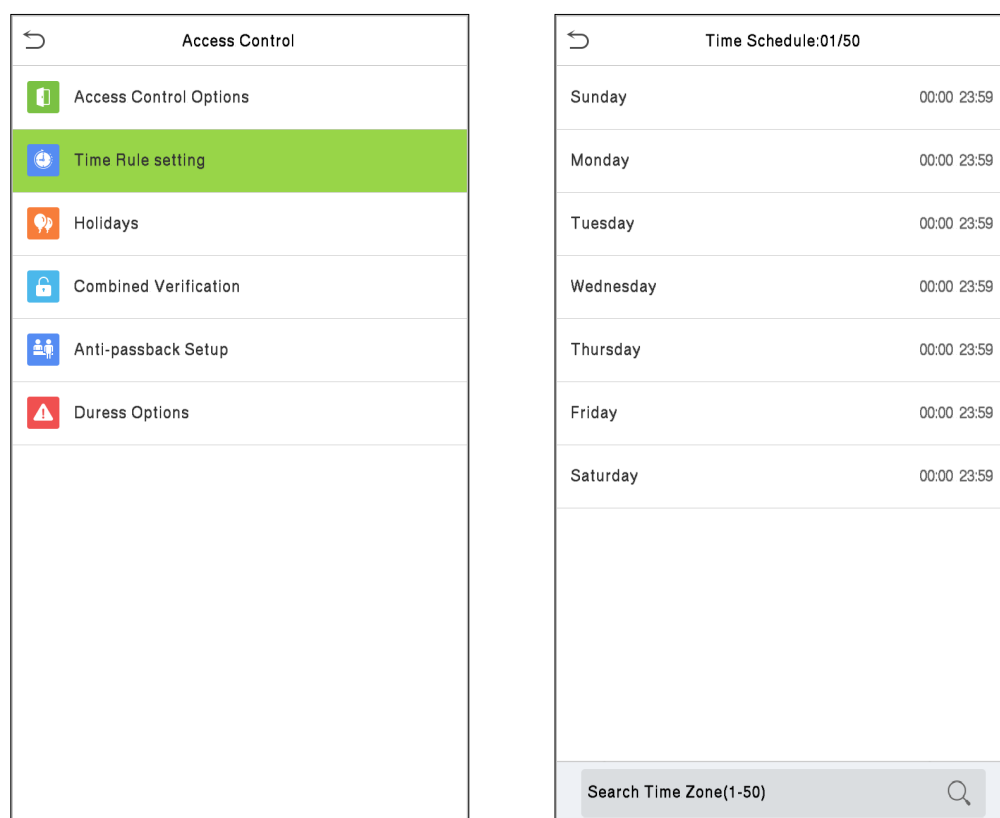 Access Control
Access Control Options
Time Rule setting
Holidays
Combined Verification
Anti-passback Setup
Duress Options
Time Schedule:01/50
Sunday 00:00 23:59
Monday 00:00 23:59
Tuesday 00:00 23:59
Wednesday 00:00 23:59
Thursday 00:00 23:59
Friday 00:00 23:59
Saturday 00:00 23:59
Search Time Zone(1-50)